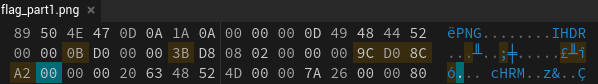 flag_part1.png ×
89 50 4E 47 0D 0A 1A 0A 00 00 00 0D 49 48 44 52 ëPNG........IHDR
00 00 0B D0 00 00 3B D8 08 02 00 00 00 9C D0 8C ...╨..;╪.....£╨î
A2 00 00 00 20 63 48 52 4D 00 00 7A 26 00 00 80 ó... cHRM..z&..Ç